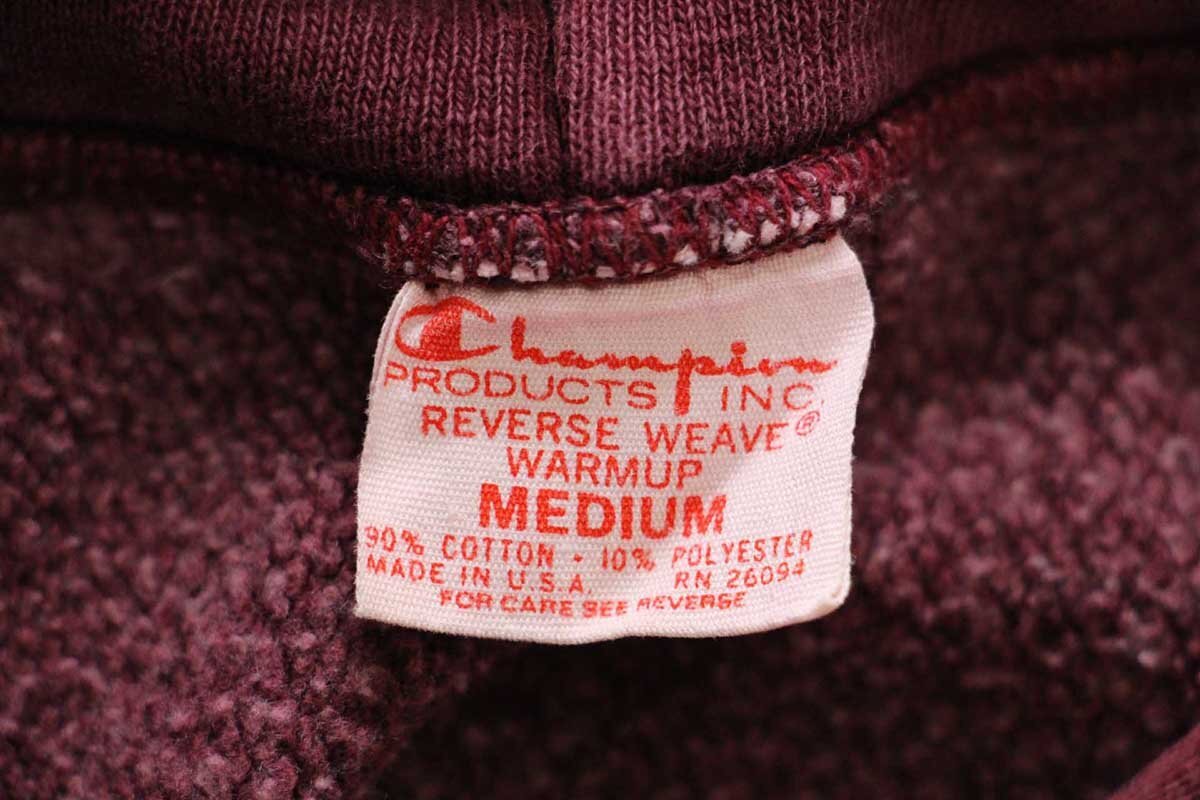 Champion
PRODUCTS INC.
REVERSE WEAVE®
WARMUP
MEDIUM
90% COTTON - 10% POLYESTER
MADE IN U.S.A. RN 26094
FOR CARE SEE REVERSE